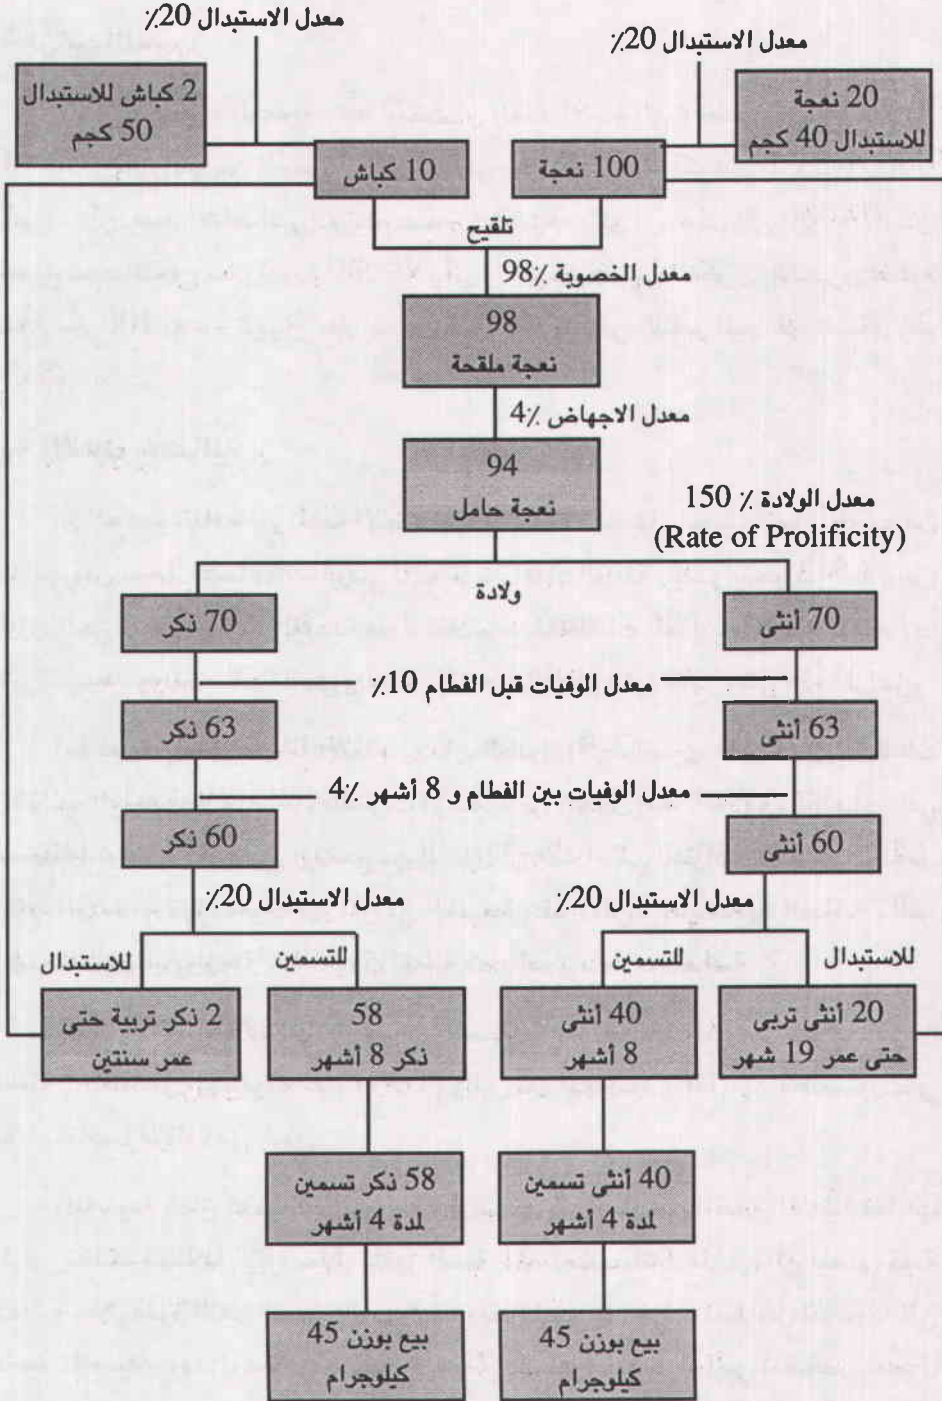 معدل الاستبدال 20٪
معدل الاستبدال 20٪
20 نعجة
للاستبدال 40 كجم
2 كباش للاستبدال
50 كجم
100 نعجة
10 كباش
تلقيح
معدل الخصوبة 98٪
98
نعجة ملقحة
معدل الاجهاض 4٪
94
نعجة حامل
معدل الولادة ٪ 150
(Rate of Prolificity)
ولادة
70 أنثى
70 ذكر
معدل الوفيات قبل الفطام 10٪
63 أنثى
63 ذكر
معدل الوفيات بين الفطام و 8 أشهر 4٪
60 أنثى
60 ذكر
معدل الاستبدال 20٪
معدل الاستبدال 20٪
للاستبدال
للتسمين
للتسمين
للاستبدال
20 أنثى تربى
حتى عمر 19 شهر
40 أنثى
8 أشهر
58
ذكر 8 أشهر
2 ذكر تربية حتى
عمر سنتين
40 أنثى تسمين
لمدة 4 أشهر
58 ذكر تسمين
لمدة 4 أشهر
بيع بوزن 45
كيلوجرام
بيع بوزن 45
كيلوجرام